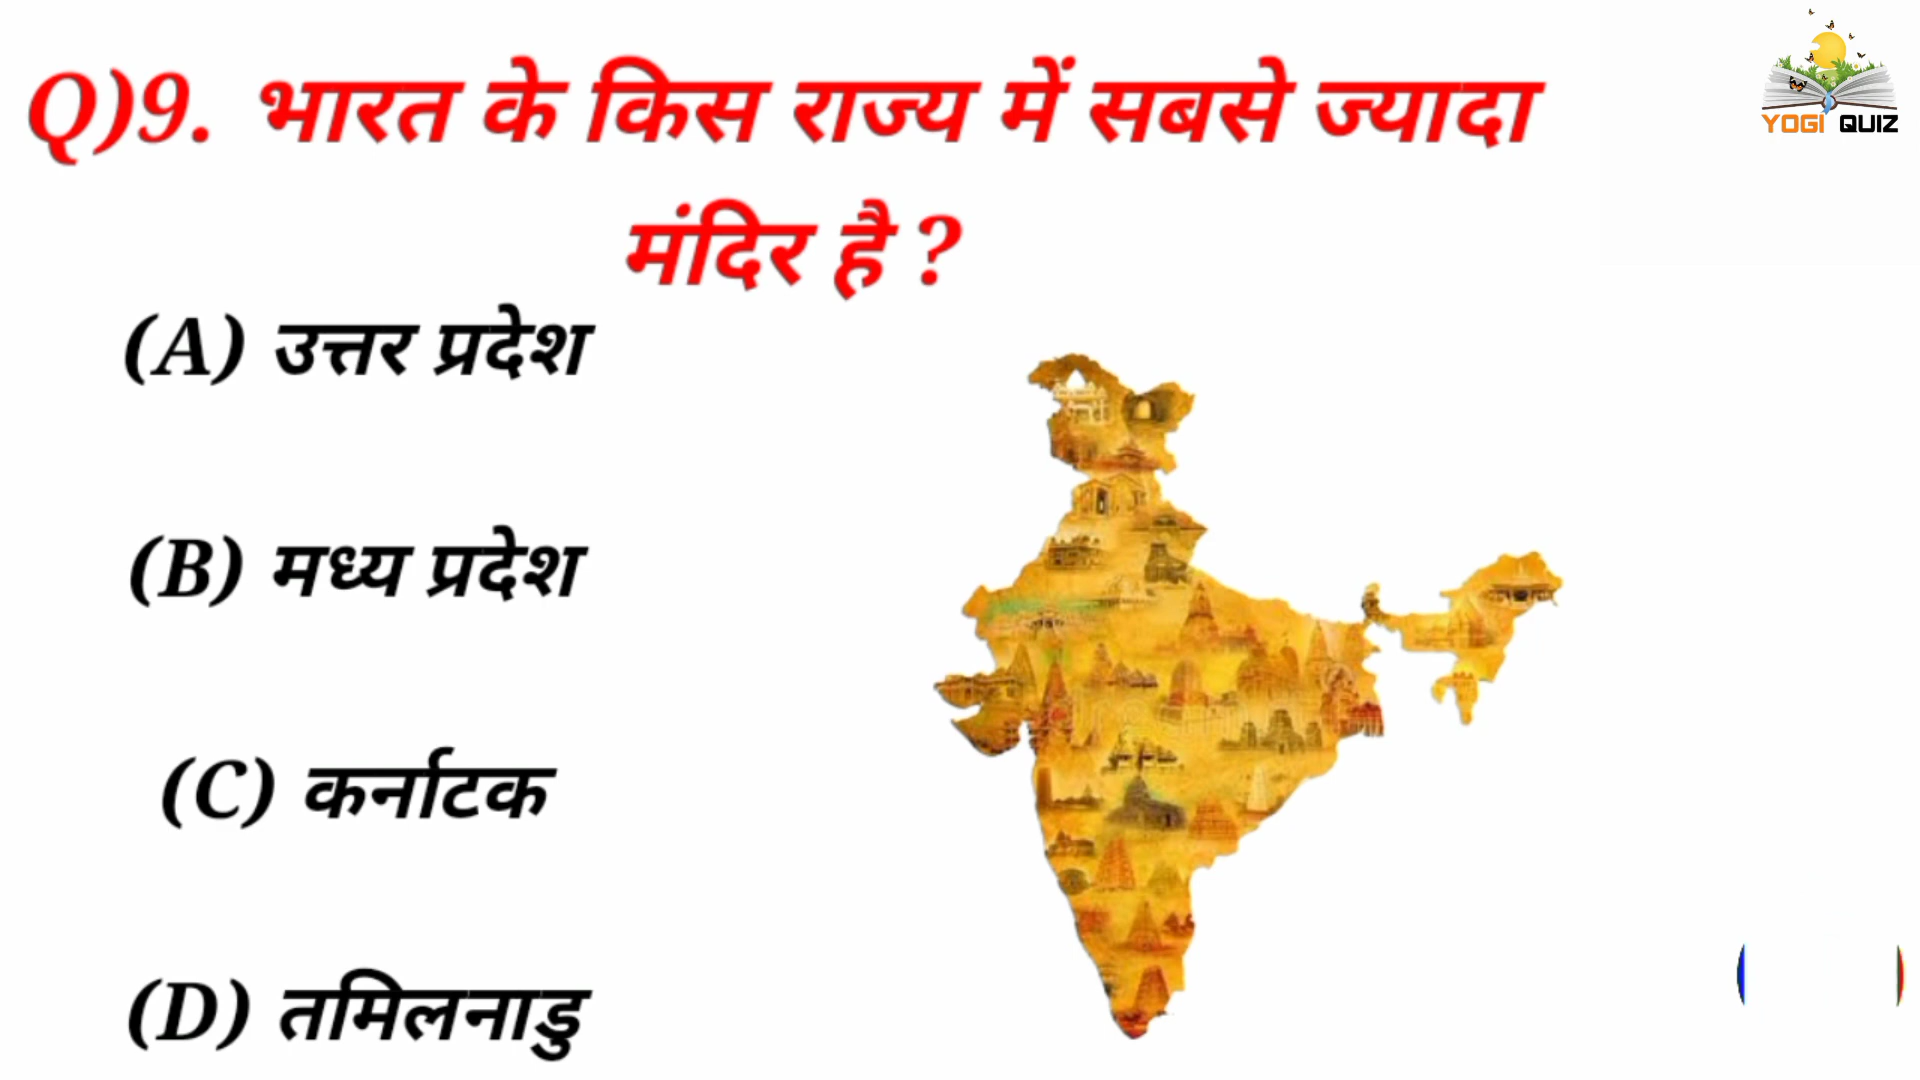 Q)9. भारत के किस राज्य में सबसे ज्यादा
मंदिर है ?
YOGI QUIZ
(A) उत्तर प्रदेश
(B) मध्य प्रदेश
(C) कर्नाटक
(D) तमिलनाडु